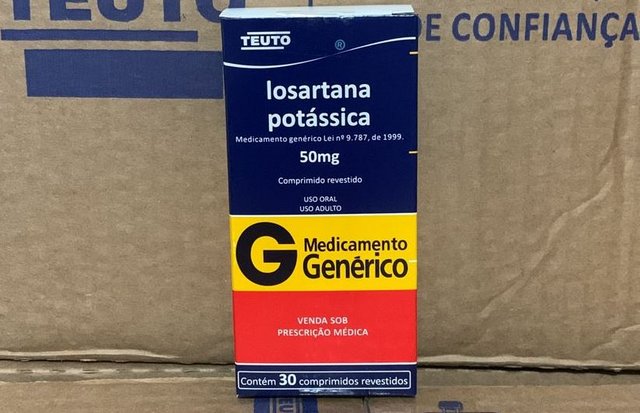 TEUTO
DE CONFIANÇA
TEUTO
®
losartana
potássica
Medicamento genérico Lei nº 9.787, de 1999.
50mg
Comprimido revestido
USO ORAL
USO ADULTO
G Medicamento
Genérico
VENDA SOB
PRESCRIÇÃO MÉDICA
Contém 30 comprimidos revestidos
TEUTO